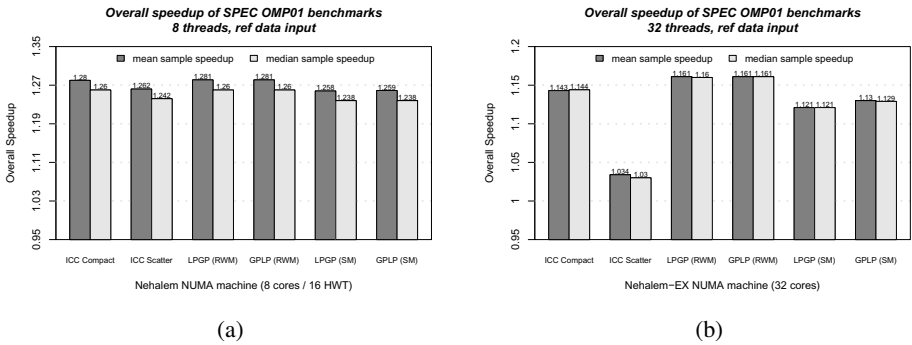 Overall speedup of SPEC OMP01 benchmarks
8 threads, ref data input
mean sample speedup
median sample speedup
Overall Speedup
1.35
1.27
1.19
1.11
1.03
0.95
1.28
1.26
1.262
1.242
1.281
1.26
1.281
1.26
1.258
1.238
1.259
1.238
ICC Compact
ICC Scatter
LPGP (RWM)
GPLP (RWM)
LPGP (SM)
GPLP (SM)
Nehalem NUMA machine (8 cores / 16 HWT)
(a)
Overall speedup of SPEC OMP01 benchmarks
32 threads, ref data input
mean sample speedup
median sample speedup
Overall Speedup
1.2
1.15
1.1
1.05
1
0.95
1.143
1.144
1.034
1.03
1.161
1.16
1.161
1.161
1.121
1.121
1.13
1.129
ICC Compact
ICC Scatter
LPGP (RWM)
GPLP (RWM)
LPGP (SM)
GPLP (SM)
Nehalem−EX NUMA machine (32 cores)
(b)